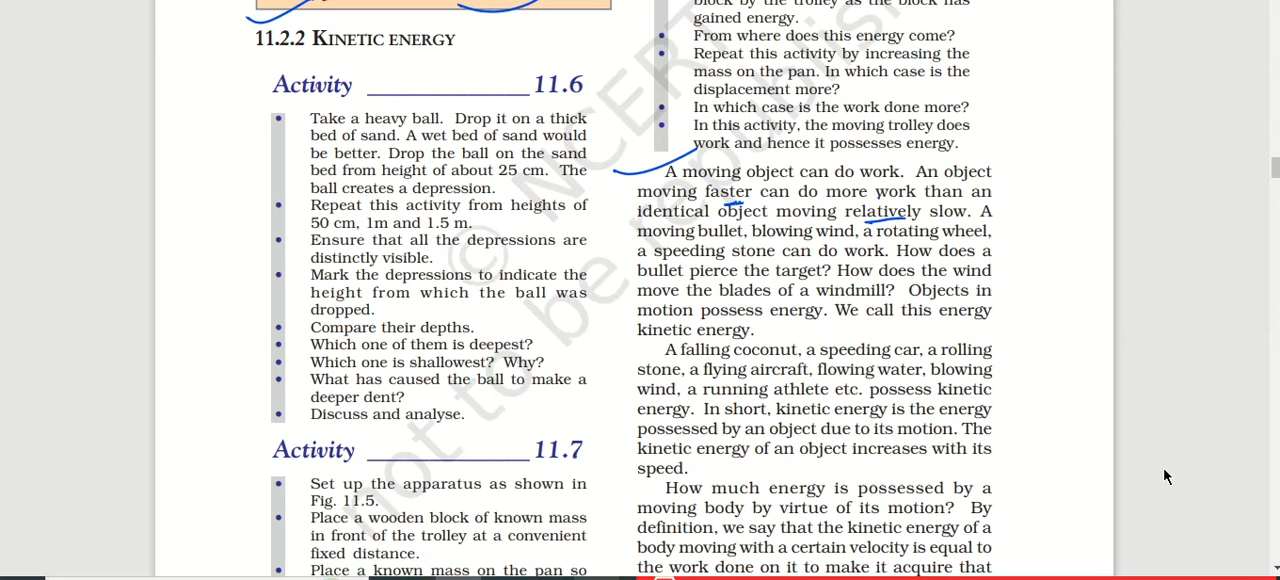 11.2.2 KINETIC ENERGY
Activity ______________ 11.6
• Take a heavy ball. Drop it on a thick
bed of sand. A wet bed of sand would
be better. Drop the ball on the sand
bed from height of about 25 cm. The
ball creates a depression.
• Repeat this activity from heights of
50 cm, 1m and 1.5 m.
• Ensure that all the depressions are
distinctly visible.
• Mark the depressions to indicate the
height from which the ball was
dropped.
• Compare their depths.
• Which one of them is deepest?
• Which one is shallowest? Why?
• What has caused the ball to make a
deeper dent?
• Discuss and analyse.
Activity ______________ 11.7
• Set up the apparatus as shown in
Fig. 11.5.
• Place a wooden block of known mass
in front of the trolley at a convenient
fixed distance.
• Place a known mass on the pan so
block by the trolley as the block has
gained energy.
• From where does this energy come?
• Repeat this activity by increasing the
mass on the pan. In which case is the
displacement more?
• In which case is the work done more?
• In this activity, the moving trolley does
work and hence it possesses energy.
A moving object can do work. An object
moving faster can do more work than an
identical object moving relatively slow. A
moving bullet, blowing wind, a rotating wheel,
a speeding stone can do work. How does a
bullet pierce the target? How does the wind
move the blades of a windmill? Objects in
motion possess energy. We call this energy
kinetic energy.
A falling coconut, a speeding car, a rolling
stone, a flying aircraft, flowing water, blowing
wind, a running athlete etc. possess kinetic
energy. In short, kinetic energy is the energy
possessed by an object due to its motion. The
kinetic energy of an object increases with its
speed.
How much energy is possessed by a
moving body by virtue of its motion? By
definition, we say that the kinetic energy of a
body moving with a certain velocity is equal to
the work done on it to make it acquire that
© NCERT
not to be republish